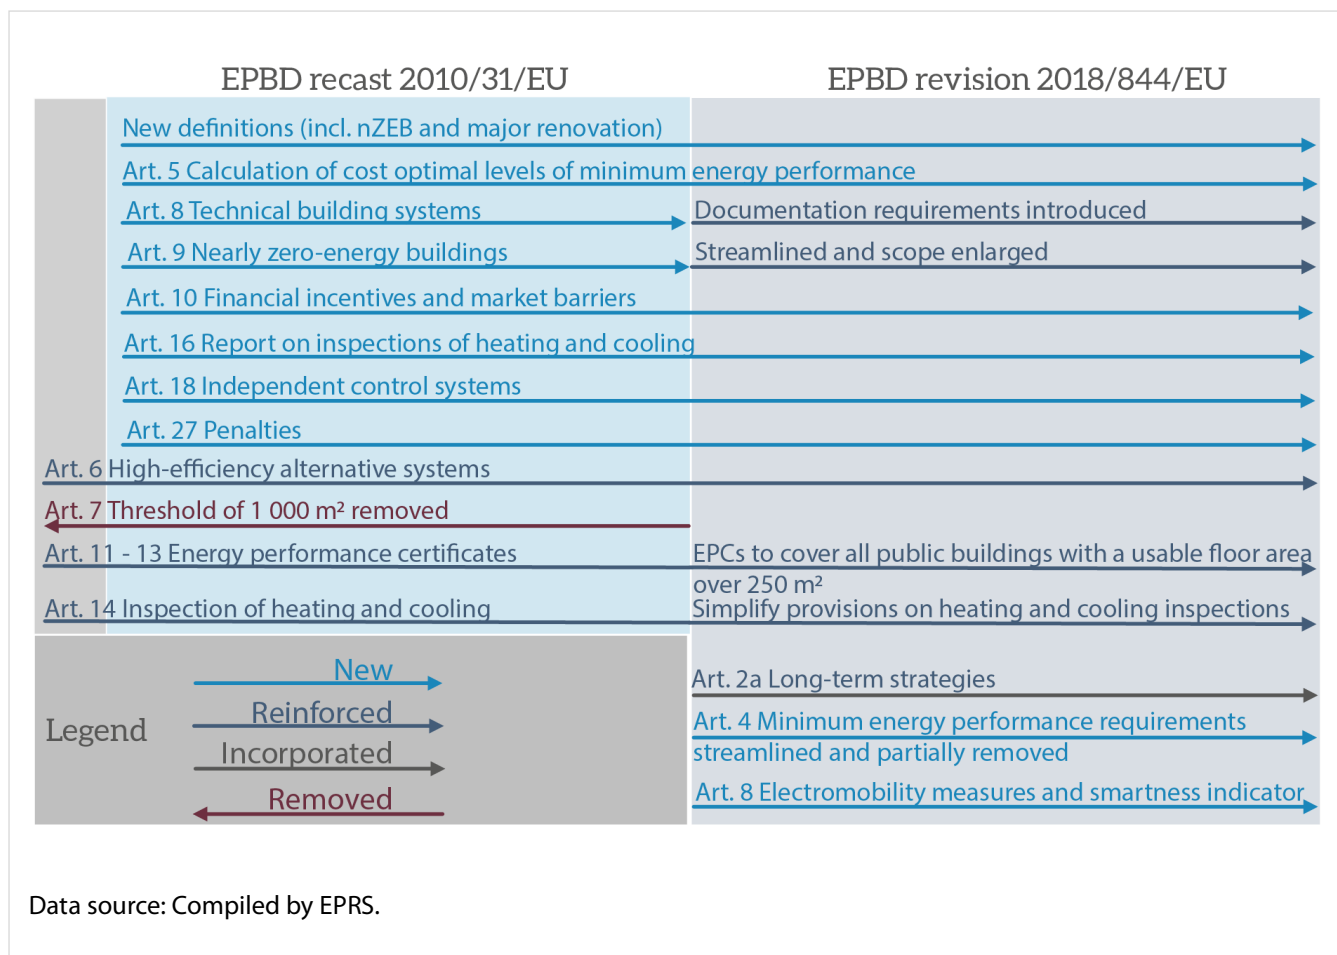 EPBD recast 2010/31/EU
EPBD revision 2018/844/EU
New definitions (incl. nZEB and major renovation)
Art. 5 Calculation of cost optimal levels of minimum energy performance
Art. 8 Technical building systems
Documentation requirements introduced
Art. 9 Nearly zero-energy buildings
Streamlined and scope enlarged
Art. 10 Financial incentives and market barriers
Art. 16 Report on inspections of heating and cooling
Art. 18 Independent control systems
Art. 27 Penalties
Art. 6 High-efficiency alternative systems
Art. 7 Threshold of 1 000 m² removed
Art. 11 - 13 Energy performance certificates
EPCs to cover all public buildings with a usable floor area
over 250 m²
Art. 14 Inspection of heating and cooling
Simplify provisions on heating and cooling inspections
Legend
New
Reinforced
Incorporated
Removed
Art. 2a Long-term strategies
Art. 4 Minimum energy performance requirements
streamlined and partially removed
Art. 8 Electromobility measures and smartness indicator
Data source: Compiled by EPRS.